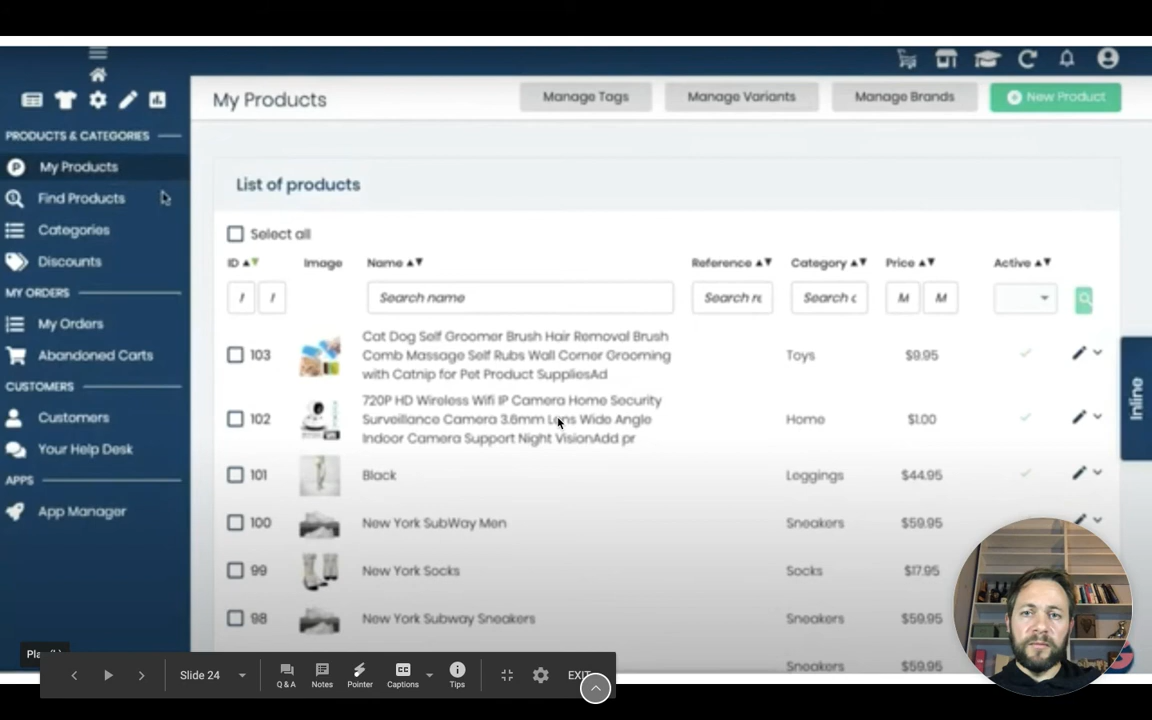 My Products
Manage Tags
Manage Variants
Manage Brands
New Product
PRODUCTS & CATEGORIES
My Products
Find Products
Categories
Discounts
MY ORDERS
My Orders
Abandoned Carts
CUSTOMERS
Customers
Your Help Desk
APPS
App Manager
List of products
Select all
ID Image Name Reference Category Price Active
Search name
Search re
Search c
M
M
103
Cat Dog Self Groomer Brush Hair Removal Brush
Comb Massage Self Rubs Wall Corner Grooming
with Catnip for Pet Product SuppliesAd
Toys
$9.95
102
720P HD Wireless Wifi IP Camera Home Security
Surveillance Camera 3.6mm Lens Wide Angle
Indoor Camera Support Night VisionAdd pr
Home
$1.00
101
Black
Leggings
$44.95
100
New York SubWay Men
Sneakers
$59.95
99
New York Socks
Socks
$17.95
98
New York Subway Sneakers
Sneakers
$59.95
Sneakers
$59.95
Inline
Slide 24
Q & A
Notes
Pointer
CC
Captions
Tips
EXIT